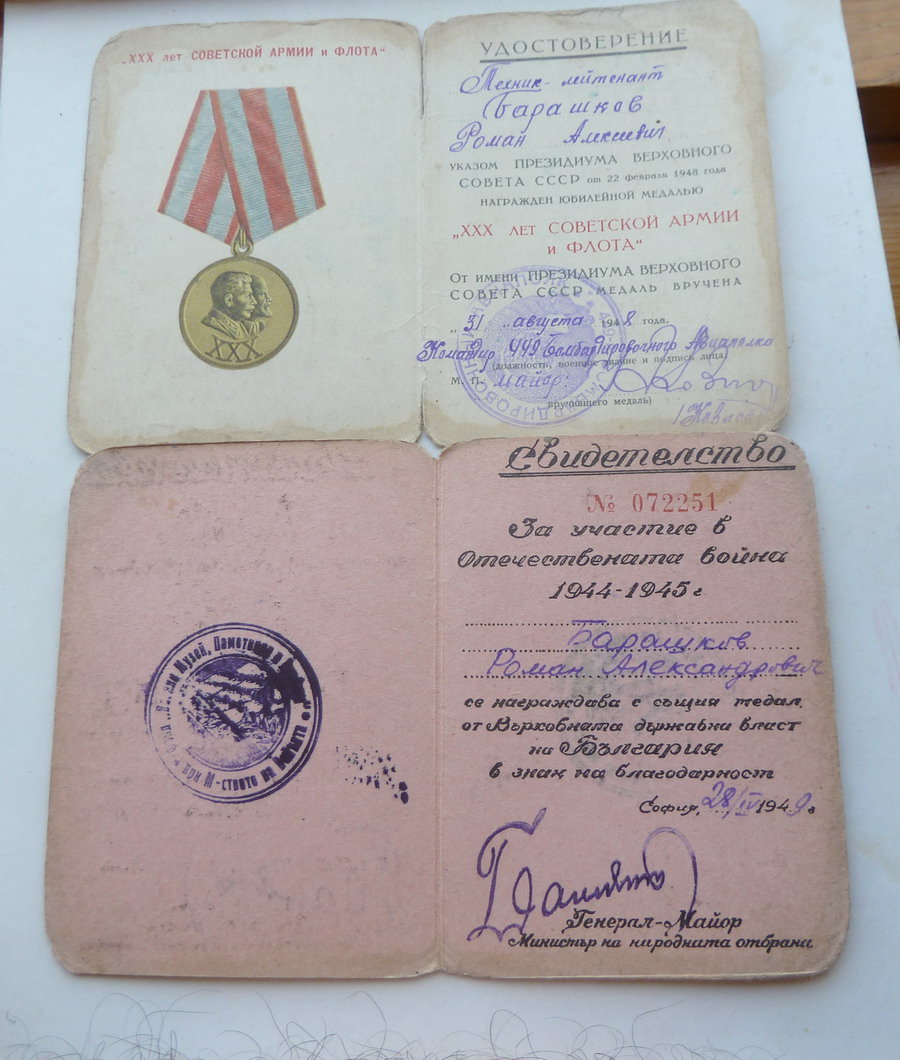 „XXX лет СОВЕТСКОЙ АРМИИ и ФЛОТА“
XXX
УДОСТОВЕРЕНИЕ
Техник-лейтенант
Барашков
Роман Алексеевич
УКАЗОМ ПРЕЗИДИУМА ВЕРХОВНОГО
СОВЕТА СССР от 22 февраля 1948 года
НАГРАЖДЕН ЮБИЛЕЙНОЙ МЕДАЛЬЮ
„XXX ЛЕТ СОВЕТСКОЙ АРМИИ
и ФЛОТА“
От имени ПРЕЗИДИУМА ВЕРХОВНОГО
СОВЕТА СССР МЕДАЛЬ ВРУЧЕНА
„31 „ августа 1948 года.
Командир 449 Бомбардировочного Авиаполка
(должность, военное звание и подпись лица,
М. П. майор:
вручившего медаль)
Свидетелство
№ 072251
За участие в
Отечествената война
1944-1945 г
Барашков
Роман Александрович
се награждава с същия медал
от Върховната държавна власт
на България
в знак на благодарност
София, 28/IV 1949 г
Генерал-Майор
Министър на народната отбрана